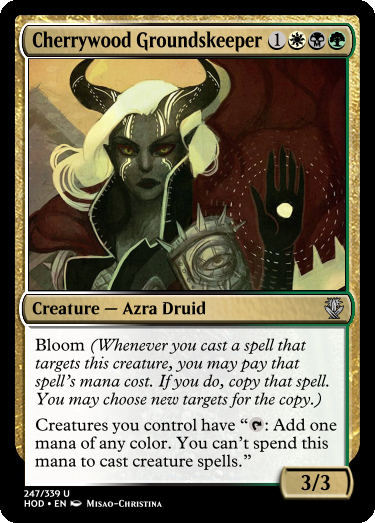 Cherrywood Groundskeeper 1
Creature — Azra Druid
Bloom (Whenever you cast a spell that
targets this creature, you may pay that
spell's mana cost. If you do, copy that spell.
You may choose new targets for the copy.)
Creatures you control have “: Add one
mana of any color. You can't spend this
mana to cast creature spells.”
3/3
247/339 U
HOD • EN Misao-Christina